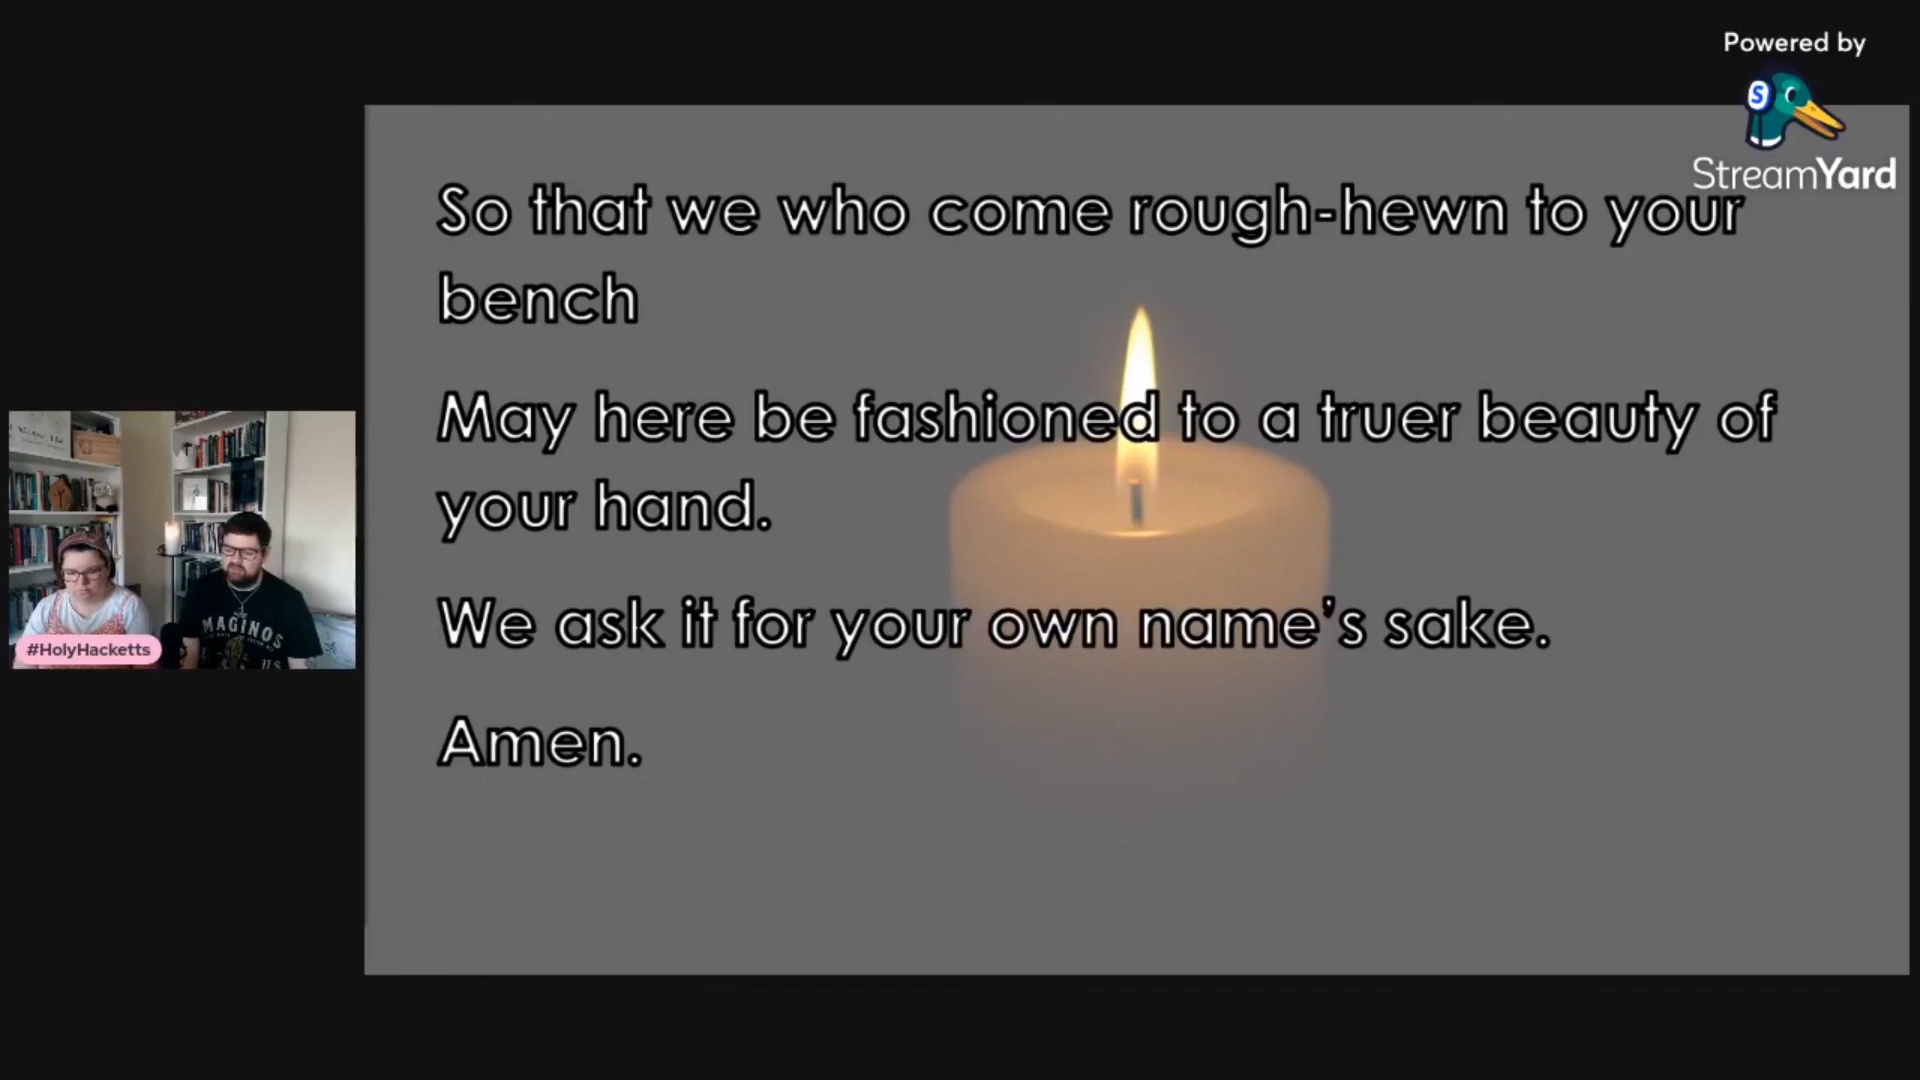 Powered by
StreamYard
So that we who come rough-hewn to your
bench
May here be fashioned to a truer beauty of
your hand.
We ask it for your own name's sake.
Amen.
#HolyHacketts
MAGINOS